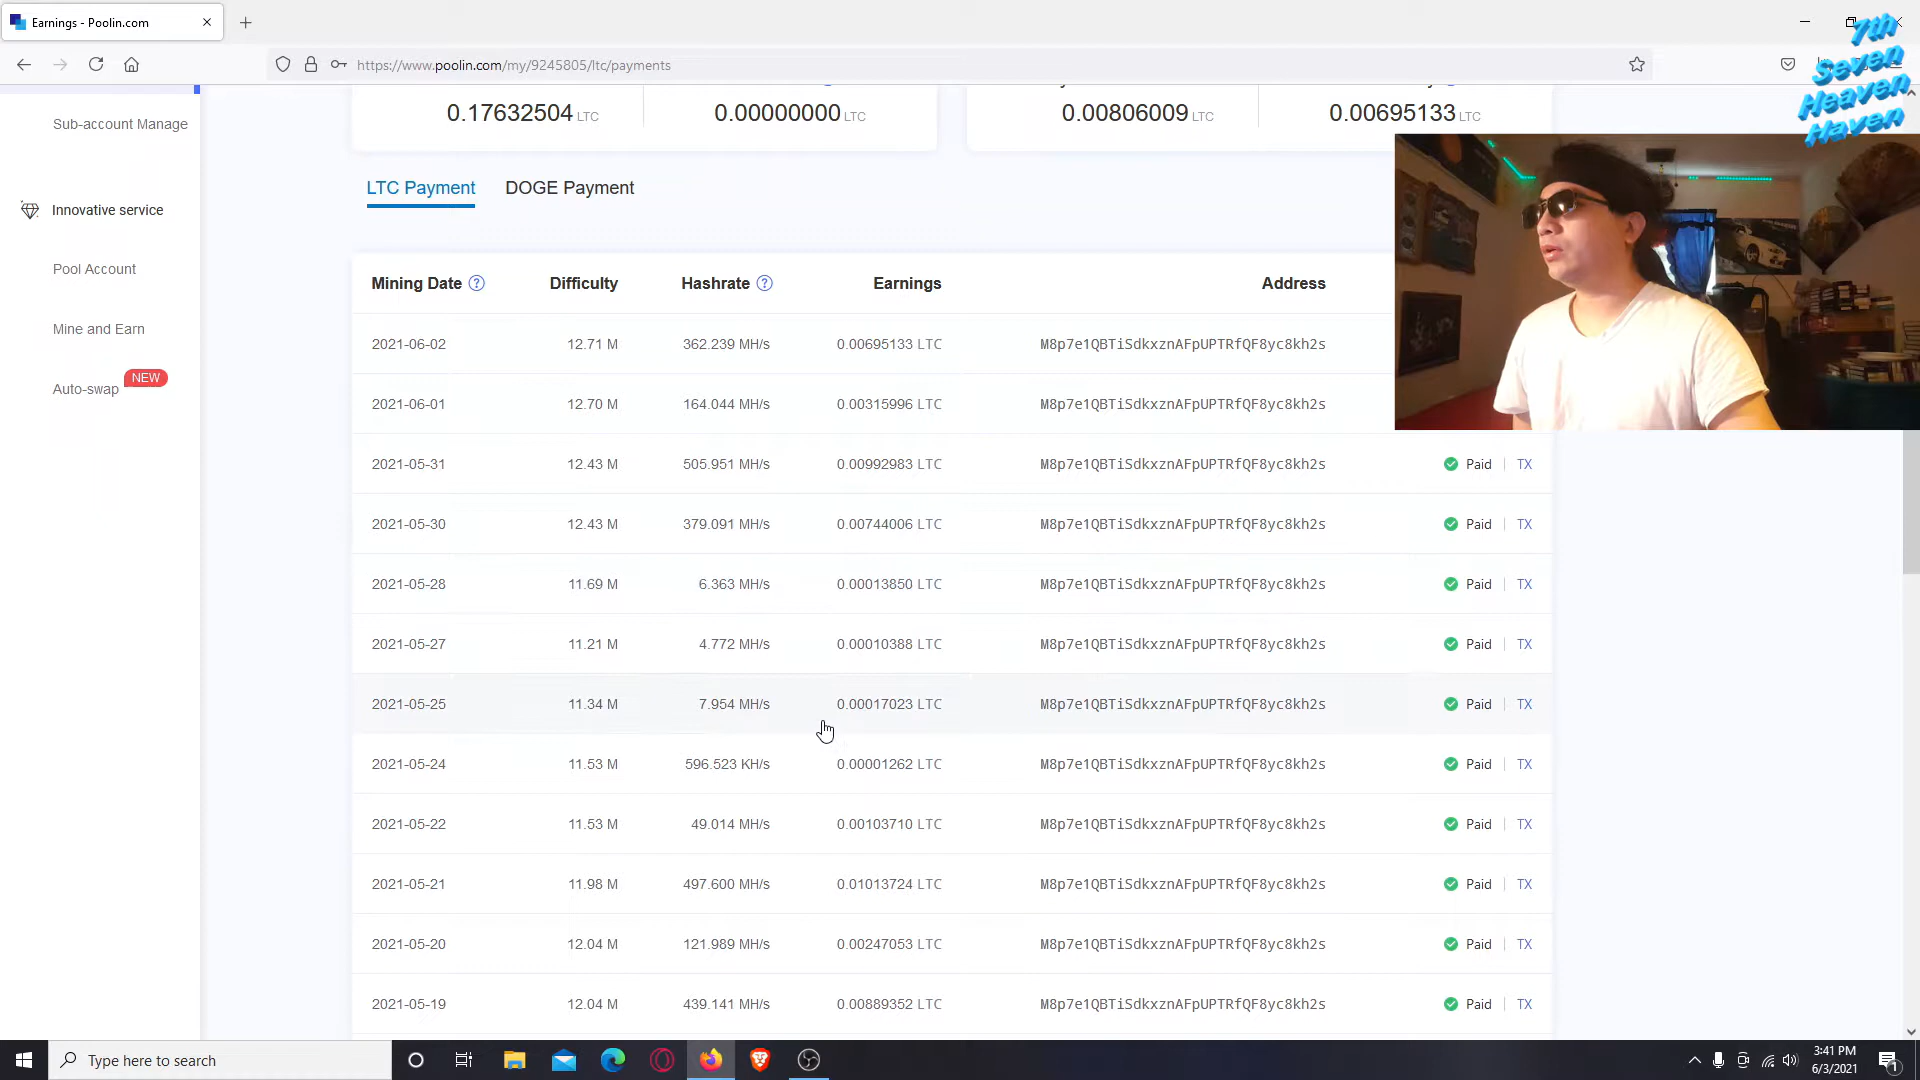 Earnings - Poolin.com
https://www.poolin.com/my/9245805/ltc/payments
7th
Seven
Heaven
Haven
Sub-account Manage
Innovative service
Pool Account
Mine and Earn
Auto-swap NEW
0.17632504 LTC 0.00000000 LTC 0.00806009 LTC 0.00695133 LTC
LTC Payment DOGE Payment
Mining Date ? Difficulty Hashrate ? Earnings Address
2021-06-02 12.71 M 362.239 MH/s 0.00695133 LTC M8p7e1QBTiSdkxznAFpUPTRfQF8yc8kh2s
2021-06-01 12.70 M 164.044 MH/s 0.00315996 LTC M8p7e1QBTiSdkxznAFpUPTRfQF8yc8kh2s
2021-05-31 12.43 M 505.951 MH/s 0.00992983 LTC M8p7e1QBTiSdkxznAFpUPTRfQF8yc8kh2s Paid | TX
2021-05-30 12.43 M 379.091 MH/s 0.00744006 LTC M8p7e1QBTiSdkxznAFpUPTRfQF8yc8kh2s Paid | TX
2021-05-28 11.69 M 6.363 MH/s 0.00013850 LTC M8p7e1QBTiSdkxznAFpUPTRfQF8yc8kh2s Paid | TX
2021-05-27 11.21 M 4.772 MH/s 0.00010388 LTC M8p7e1QBTiSdkxznAFpUPTRfQF8yc8kh2s Paid | TX
2021-05-25 11.34 M 7.954 MH/s 0.00017023 LTC M8p7e1QBTiSdkxznAFpUPTRfQF8yc8kh2s Paid | TX
2021-05-24 11.53 M 596.523 KH/s 0.00001262 LTC M8p7e1QBTiSdkxznAFpUPTRfQF8yc8kh2s Paid | TX
2021-05-22 11.53 M 49.014 MH/s 0.00103710 LTC M8p7e1QBTiSdkxznAFpUPTRfQF8yc8kh2s Paid | TX
2021-05-21 11.98 M 497.600 MH/s 0.01013724 LTC M8p7e1QBTiSdkxznAFpUPTRfQF8yc8kh2s Paid | TX
2021-05-20 12.04 M 121.989 MH/s 0.00247053 LTC M8p7e1QBTiSdkxznAFpUPTRfQF8yc8kh2s Paid | TX
2021-05-19 12.04 M 439.141 MH/s 0.00889352 LTC M8p7e1QBTiSdkxznAFpUPTRfQF8yc8kh2s Paid | TX
Type here to search
3:41 PM
6/3/2021
1